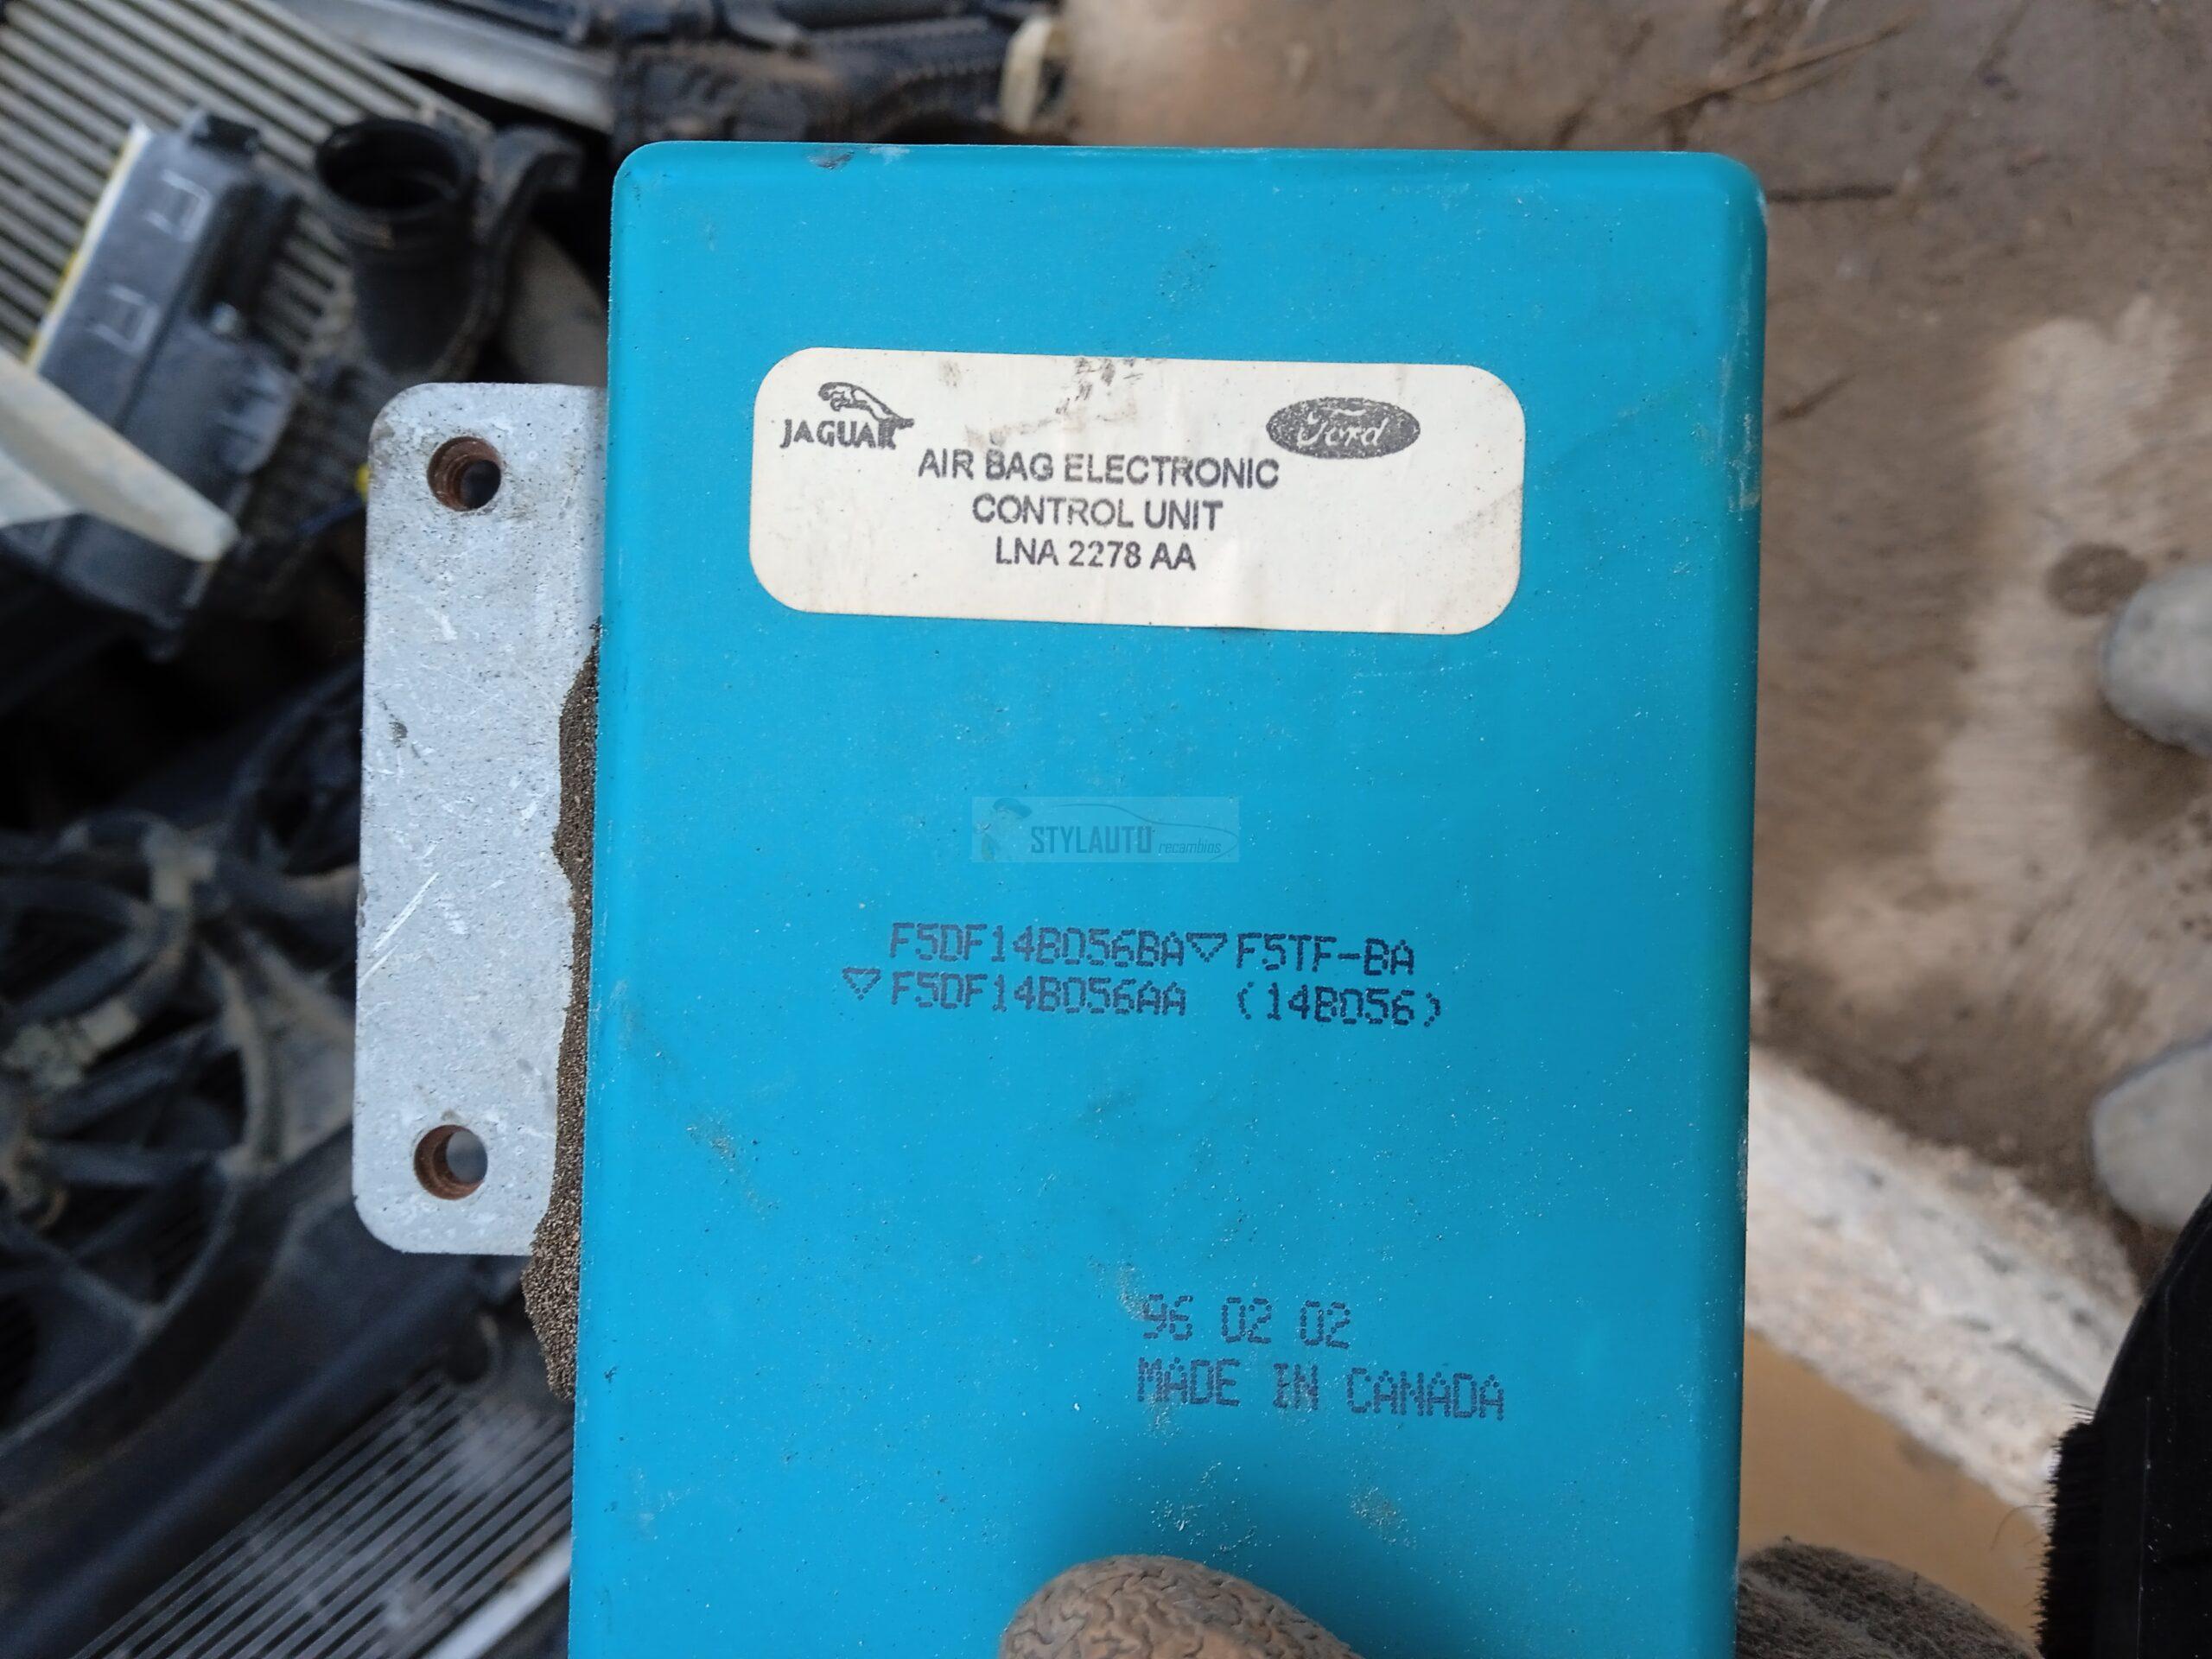 JAGUAR
Ford
AIR BAG ELECTRONIC
CONTROL UNIT
LNA 2278 AA
STYLAUTO
recambios
F5DF14B056BA▽F5TF-BA
▽F5DF14B056AA (14B056)
96 02 02
MADE IN CANADA